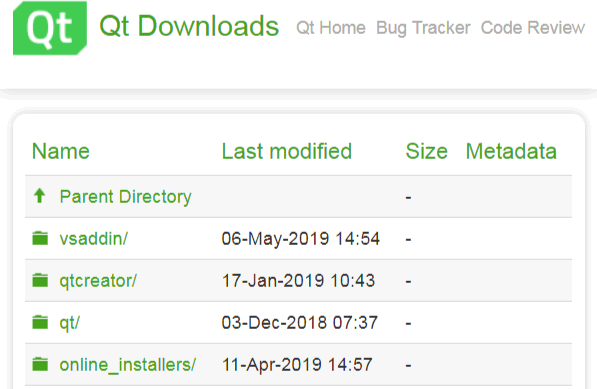 Qt Qt Downloads Qt Home Bug Tracker Code Review
Name Last modified Size Metadata
Parent Directory -
vsaddin/ 06-May-2019 14:54 -
qtcreator/ 17-Jan-2019 10:43 -
qt/ 03-Dec-2018 07:37 -
online_installers/ 11-Apr-2019 14:57 -